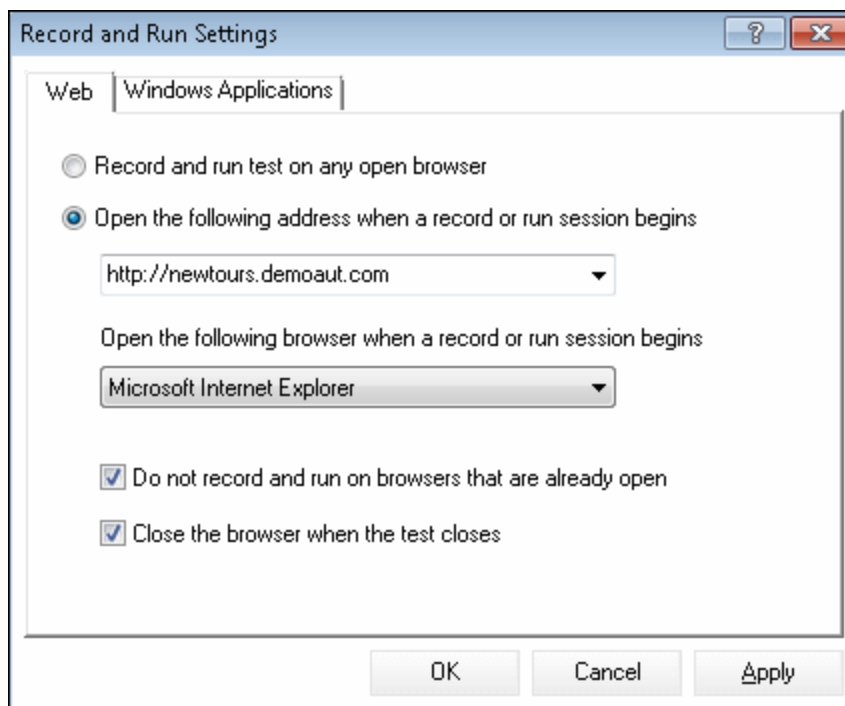 Record and Run Settings
?
Web
Windows Applications
Record and run test on any open browser
Open the following address when a record or run session begins
http://newtours.demoaut.com
Open the following browser when a record or run session begins
Microsoft Internet Explorer
Do not record and run on browsers that are already open
Close the browser when the test closes
OK Cancel Apply